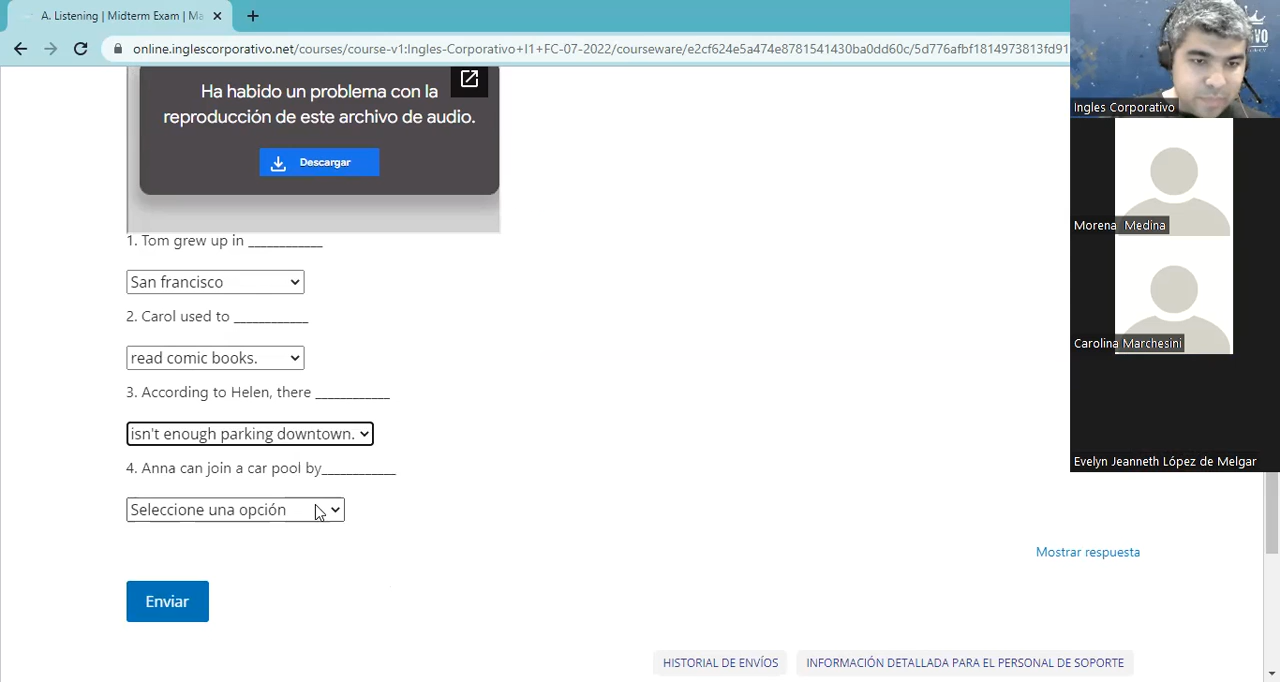 A. Listening | Midterm Exam | Ma
online.inglescorporativo.net/courses/course-v1:Ingles-Corporativo+I1+FC-07-2022/courseware/e2cf624e5a474e8781541430ba0dd60c/5d776afbf1814973813fd91
Ha habido un problema con la
reproducción de este archivo de audio.
Descargar
1. Tom grew up in ____________
San francisco
2. Carol used to ____________
read comic books.
3. According to Helen, there ____________
isn't enough parking downtown.
4. Anna can join a car pool by____________
Seleccione una opción
Mostrar respuesta
Enviar
HISTORIAL DE ENVÍOS
INFORMACIÓN DETALLADA PARA EL PERSONAL DE SOPORTE
Ingles Corporativo
Morena Medina
Carolina Marchesini
Evelyn Jeanneth López de Melgar